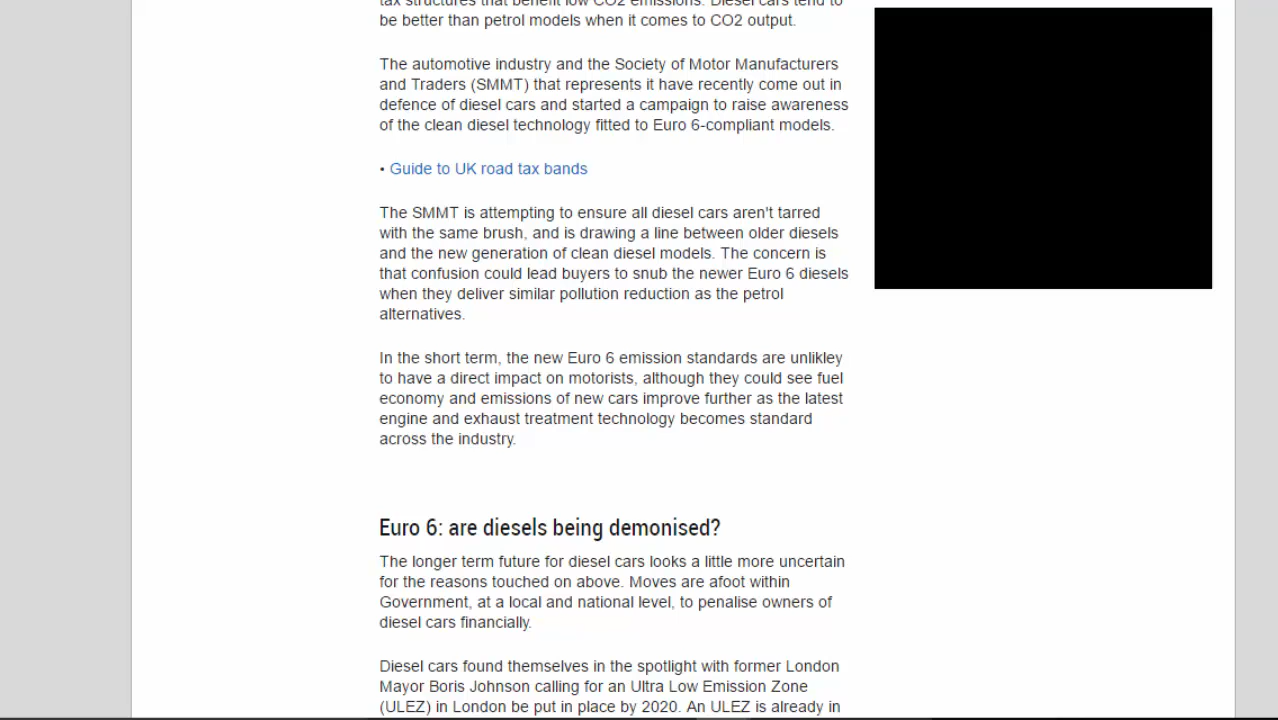 tax structures that benefit low CO2 emissions. Diesel cars tend to
be better than petrol models when it comes to CO2 output.
The automotive industry and the Society of Motor Manufacturers
and Traders (SMMT) that represents it have recently come out in
defence of diesel cars and started a campaign to raise awareness
of the clean diesel technology fitted to Euro 6-compliant models.
• Guide to UK road tax bands
The SMMT is attempting to ensure all diesel cars aren't tarred
with the same brush, and is drawing a line between older diesels
and the new generation of clean diesel models. The concern is
that confusion could lead buyers to snub the newer Euro 6 diesels
when they deliver similar pollution reduction as the petrol
alternatives.
In the short term, the new Euro 6 emission standards are unlikley
to have a direct impact on motorists, although they could see fuel
economy and emissions of new cars improve further as the latest
engine and exhaust treatment technology becomes standard
across the industry.
Euro 6: are diesels being demonised?
The longer term future for diesel cars looks a little more uncertain
for the reasons touched on above. Moves are afoot within
Government, at a local and national level, to penalise owners of
diesel cars financially.
Diesel cars found themselves in the spotlight with former London
Mayor Boris Johnson calling for an Ultra Low Emission Zone
(ULEZ) in London be put in place by 2020. An ULEZ is already in